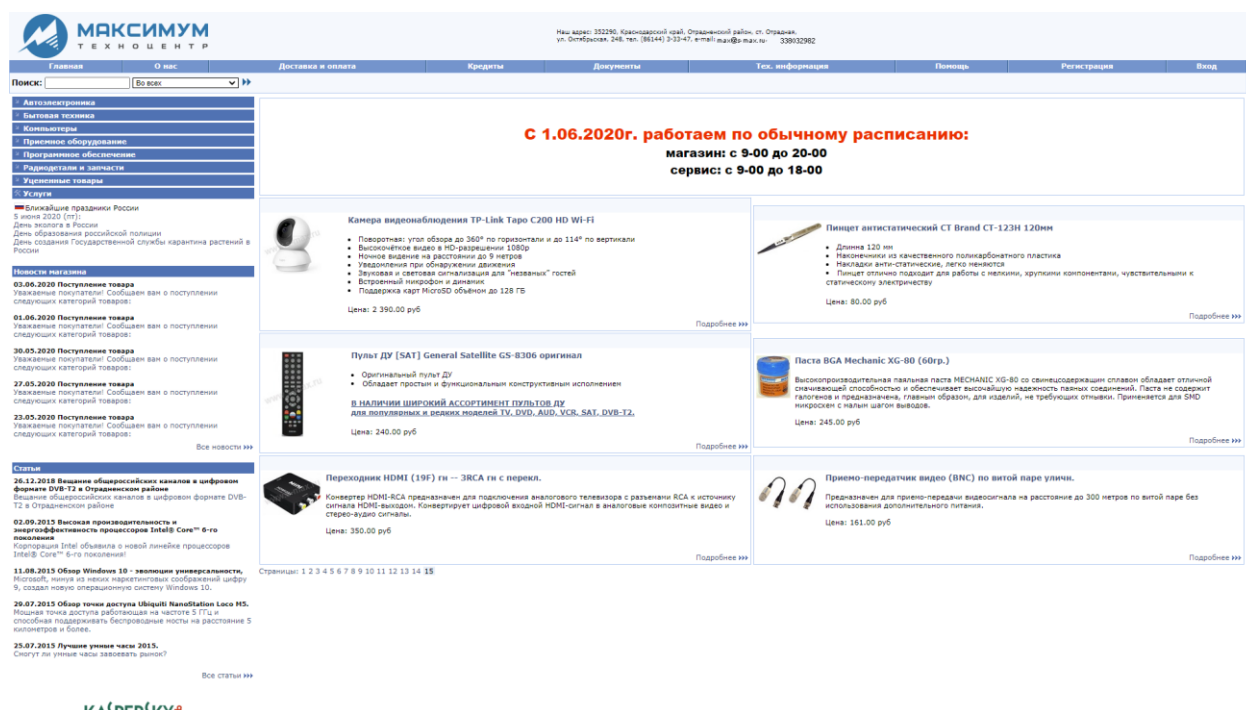 МАКСИМУМ
ТЕХНОЦЕНТР
Наш адрес: 352290, Краснодарский край, Отрадненский район, ст. Отрадная,
ул. Октябрьская, 248, тел. (86144) 3-33-47, e-mail: max@s-max.ru 338032982
Главная О нас Доставка и оплата Кредиты Документы Тех. информация Помощь Регистрация Вход
Поиск: Во всех
Автоэлектроника
Бытовая техника
Компьютеры
Приемное оборудование
Программное обеспечение
Радиодетали и запчасти
Уцененные товары
Услуги
Ближайшие праздники России
5 июня 2020 (пт):
День эколога в России
День образования российской полиции
День создания Государственной службы карантина растений в
России
Новости магазина
03.06.2020 Поступление товара
Уважаемые покупатели! Сообщаем вам о поступлении
следующих категорий товаров:
01.06.2020 Поступление товара
Уважаемые покупатели! Сообщаем вам о поступлении
следующих категорий товаров:
30.05.2020 Поступление товара
Уважаемые покупатели! Сообщаем вам о поступлении
следующих категорий товаров:
27.05.2020 Поступление товара
Уважаемые покупатели! Сообщаем вам о поступлении
следующих категорий товаров:
23.05.2020 Поступление товара
Уважаемые покупатели! Сообщаем вам о поступлении
следующих категорий товаров:
Все новости »»
Статьи
26.12.2018 Вещание общероссийских каналов в цифровом
формате DVB-T2 в Отрадненском районе
Вещание общероссийских каналов в цифровом формате DVB-
T2 в Отрадненском районе
02.09.2015 Высокая производительность и
энергоэффективность процессоров Intel® Core™ 6-го
поколения
Корпорация Intel объявила о новой линейке процессоров
Intel® Core™ 6-го поколения!
11.08.2015 Обзор Windows 10 - эволюции универсальности,
Microsoft, минуя из неких маркетинговых соображений цифру
9, создал новую операционную систему Windows 10.
29.07.2015 Обзор точки доступа Ubiquiti NanoStation Loco M5.
Мощная точка доступа работающая на частоте 5 ГГц и
способная поддерживать беспроводные мосты на расстояние 5
километров и более.
25.07.2015 Лучшие умные часы 2015.
Смогут ли умные часы завоевать рынок?
Все статьи »»
С 1.06.2020г. работаем по обычному расписанию:
магазин: с 9-00 до 20-00
сервис: с 9-00 до 18-00
Камера видеонаблюдения TP-Link Tapo C200 HD Wi-Fi
Поворотная: угол обзора до 360° по горизонтали и до 114° по вертикали
Высокочёткое видео в HD-разрешении 1080p
Ночное видение на расстоянии до 9 метров
Уведомления при обнаружении движения
Звуковая и световая сигнализация для "незваных" гостей
Встроенный микрофон и динамик
Поддержка карт MicroSD объёмом до 128 ГБ
Цена: 2 390.00 руб
Подробнее »»
Пинцет антистатический CT Brand CT-123H 120мм
Длинна 120 мм
Наконечники из качественного поликарбонатного пластика
Накладки анти-статические, легко меняются
Пинцет отлично подходит для работы с мелкими, хрупкими компонентами, чувствительными к
статическому электричеству
Цена: 80.00 руб
Подробнее »»
Пульт ДУ [SAT] General Satellite GS-8306 оригинал
Оригинальный пульт ДУ
Обладает простым и функциональным конструктивным исполнением
В НАЛИЧИИ ШИРОКИЙ АССОРТИМЕНТ ПУЛЬТОВ ДУ
для популярных и редких моделей TV, DVD, AUD, VCR, SAT, DVB-T2.
Цена: 240.00 руб
Подробнее »»
Паста BGA Mechanic XG-80 (60гр.)
Высокопроизводительная паяльная паста MECHANIC XG-80 со свинецсодержащим сплавом обладает отличной
смачивающей способностью и обеспечивает высочайшую надежность паяных соединений. Паста не содержит
галогенов и предназначена, главным образом, для изделий, не требующих отмывки. Применяется для SMD
микросхем с малым шагом выводов.
Цена: 245.00 руб
Подробнее »»
Переходник HDMI (19F) гн -- 3RCA гн с перекл.
Конвертер HDMI-RCA предназначен для подключения аналогового телевизора с разъемами RCA к источнику
сигнала HDMI-выходом. Конвертирует цифровой входной HDMI-сигнал в аналоговые композитные видео и
стерео-аудио сигналы.
Цена: 350.00 руб
Подробнее »»
Приемо-передатчик видео (BNC) по витой паре уличн.
Предназначен для приемо-передачи видеосигнала на расстояние до 300 метров по витой паре без
использования дополнительного питания.
Цена: 161.00 руб
Подробнее »»
Страницы: 1 2 3 4 5 6 7 8 9 10 11 12 13 14 15
KASPERSKY